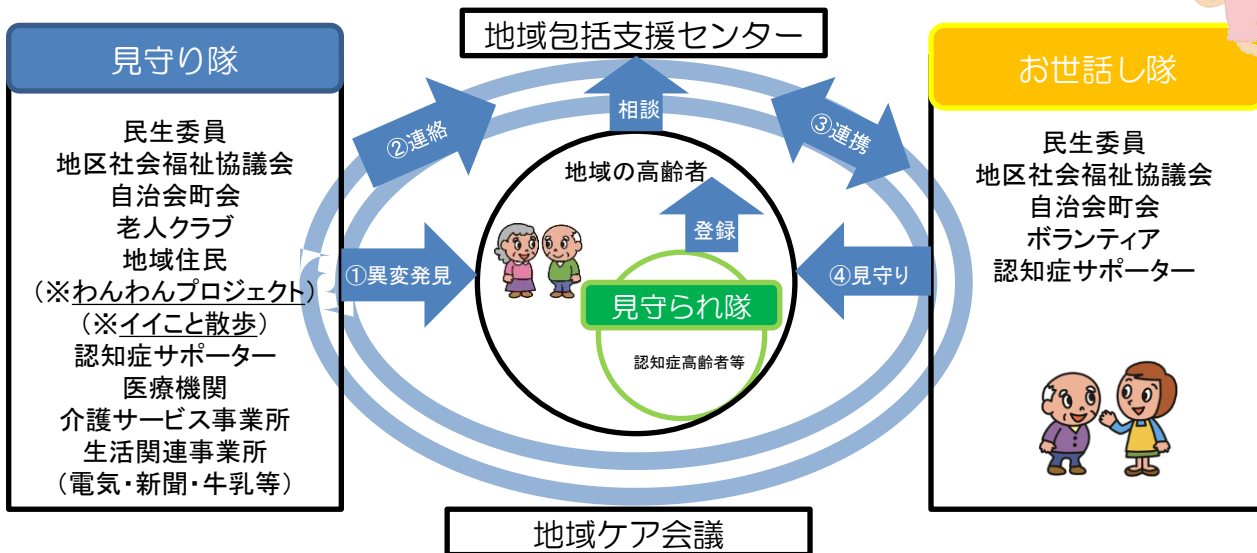 地域包括支援センター
見守り隊
民生委員
地区社会福祉協議会
自治会町会
老人クラブ
地域住民
(※わんわんプロジェクト)
(※イイこと散歩)
認知症サポーター
医療機関
介護サービス事業所
生活関連事業所
(電気・新聞・牛乳等)
②連絡
相談
③連携
地域の高齢者
登録
①異変発見
④見守り
見守られ隊
認知症高齢者等
お世話し隊
民生委員
地区社会福祉協議会
自治会町会
ボランティア
認知症サポーター
地域ケア会議